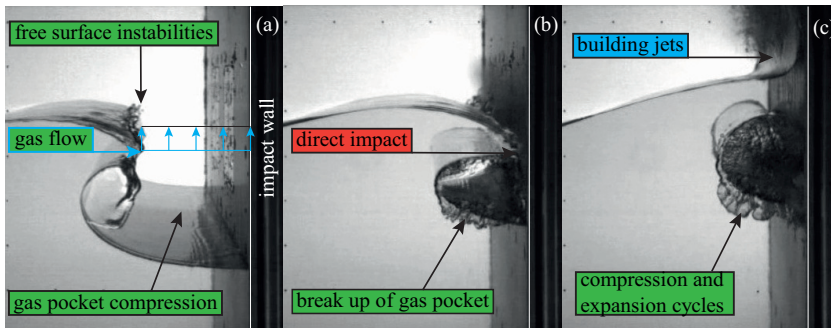 free surface instabilities
(a)
gas flow
impact wall
gas pocket compression
(b)
direct impact
break up of gas pocket
building jets
(c)
compression and
expansion cycles